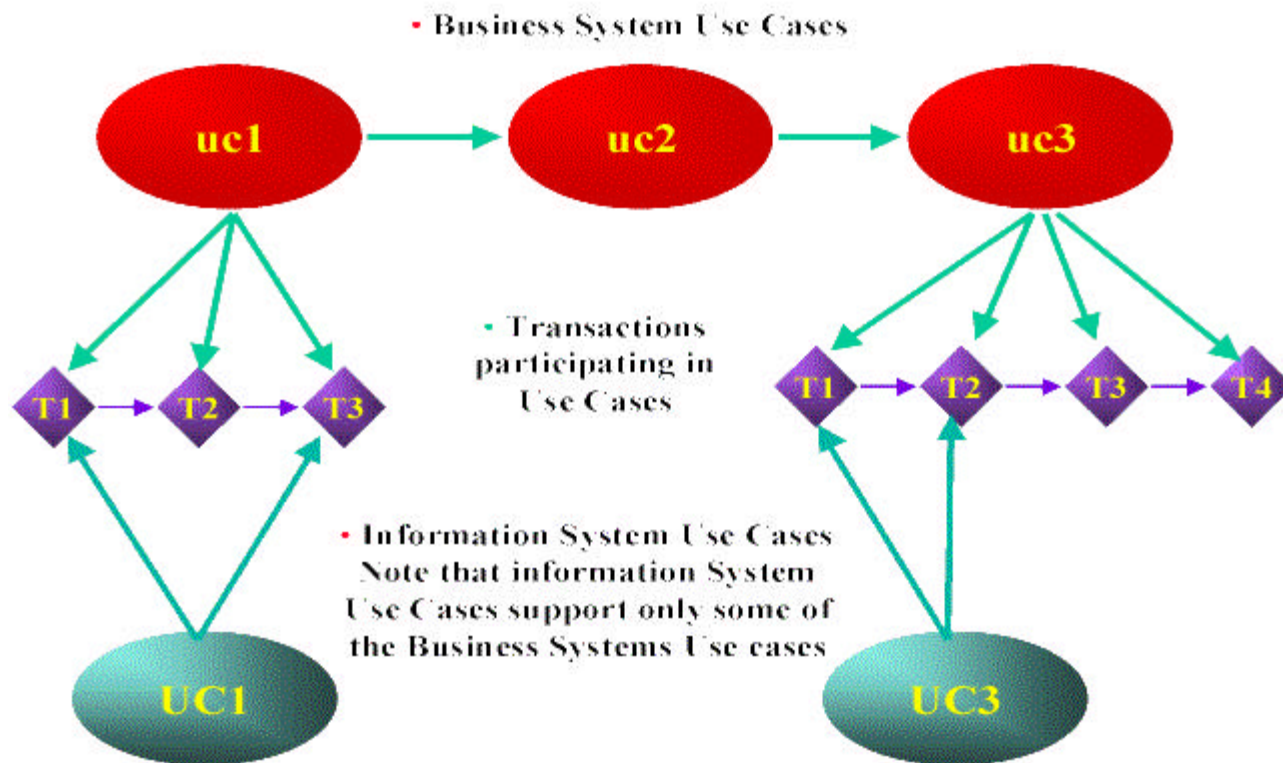 • Business System Use Cases
uc1
uc2
uc3
• Transactions
participating in
Use Cases
T1
T2
T3
T1
T2
T3
T4
• Information System Use Cases
Note that information System
Use Cases support only some of
the Business Systems Use cases
UC1
UC3